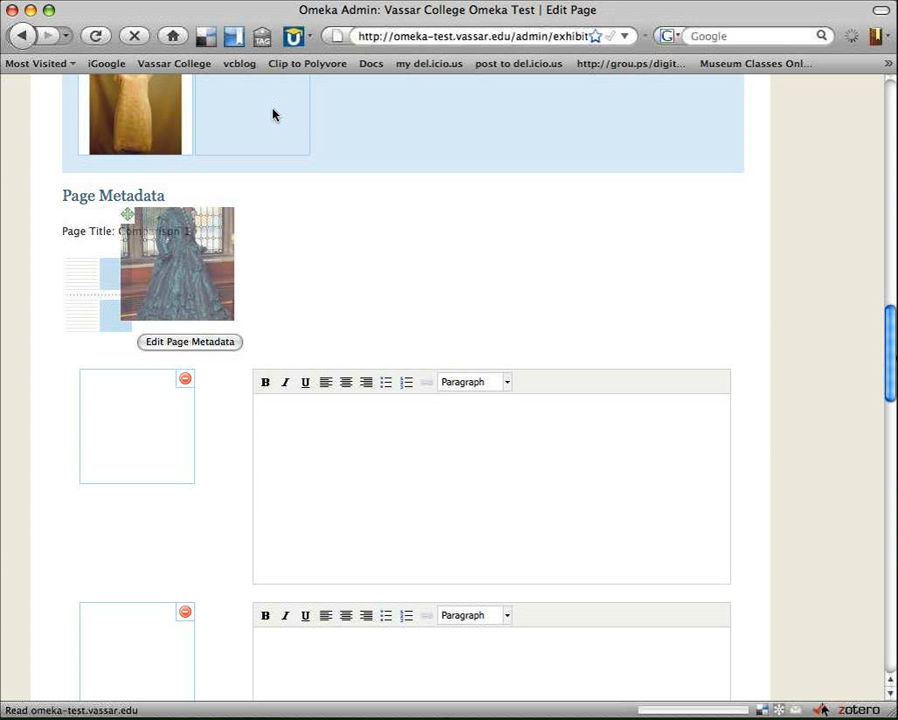 Omeka Admin: Vassar College Omeka Test | Edit Page
http://omeka-test.vassar.edu/admin/exhibit
Google
Most Visited iGoogle Vassar College vcblog Clip to Polyvore Docs my del.icio.us post to del.icio.us http://grou.ps/digit... Museum Classes Onl... »
Page Metadata
Page Title: Comparison 1
Edit Page Metadata
B I U Paragraph
B I U Paragraph
Read omeka-test.vassar.edu
zotero